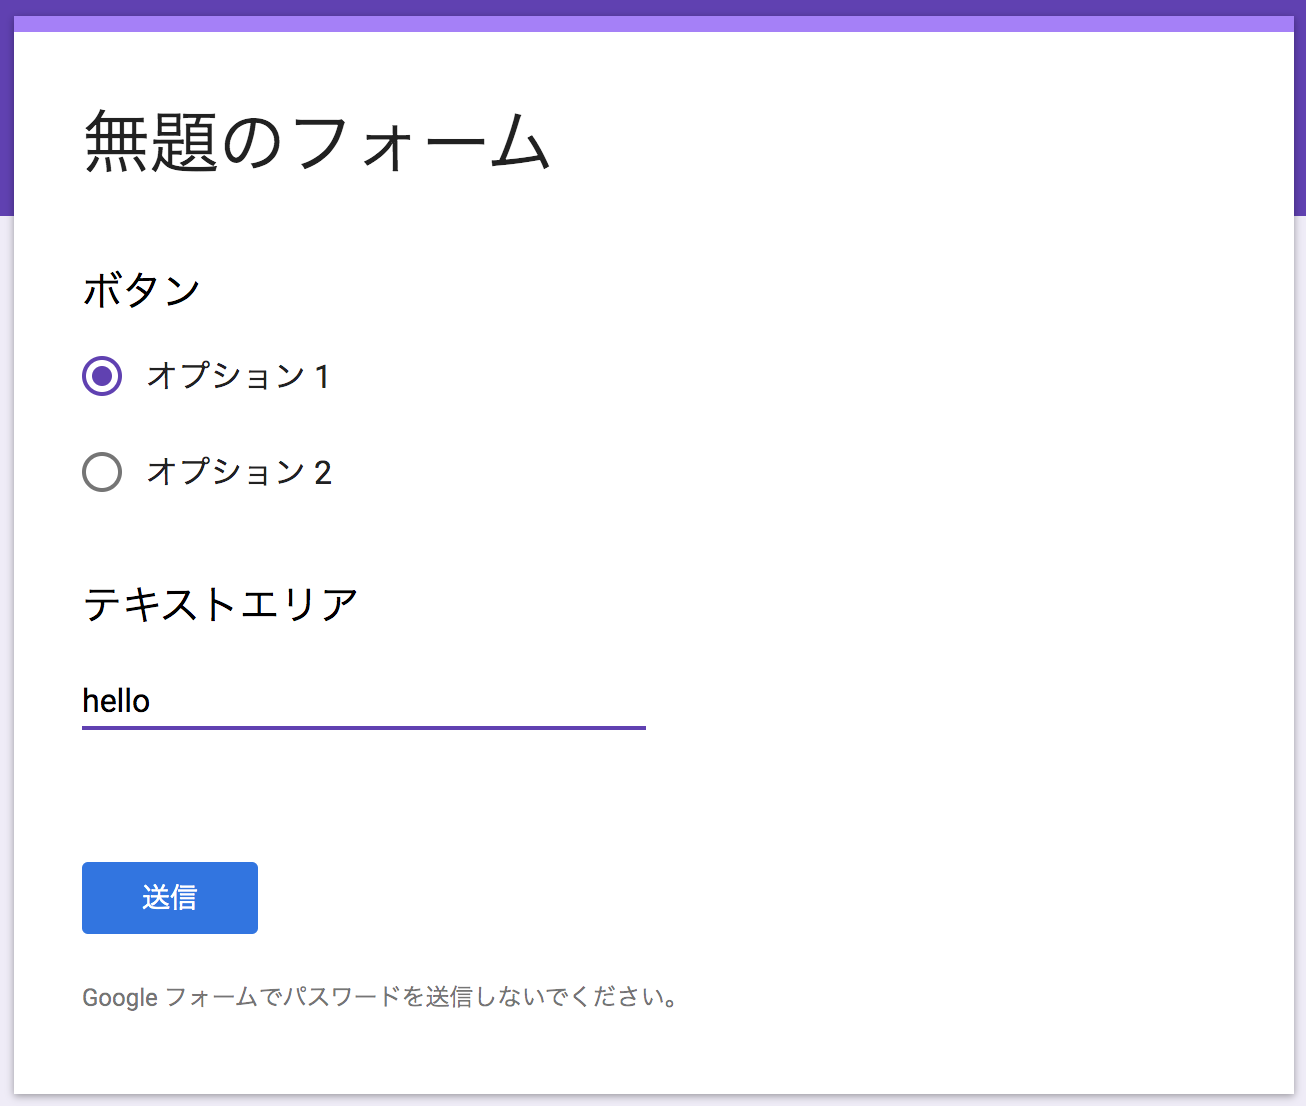 無題のフォーム
ボタン
オプション 1
オプション 2
テキストエリア
hello
送信
Google フォームでパスワードを送信しないでください。